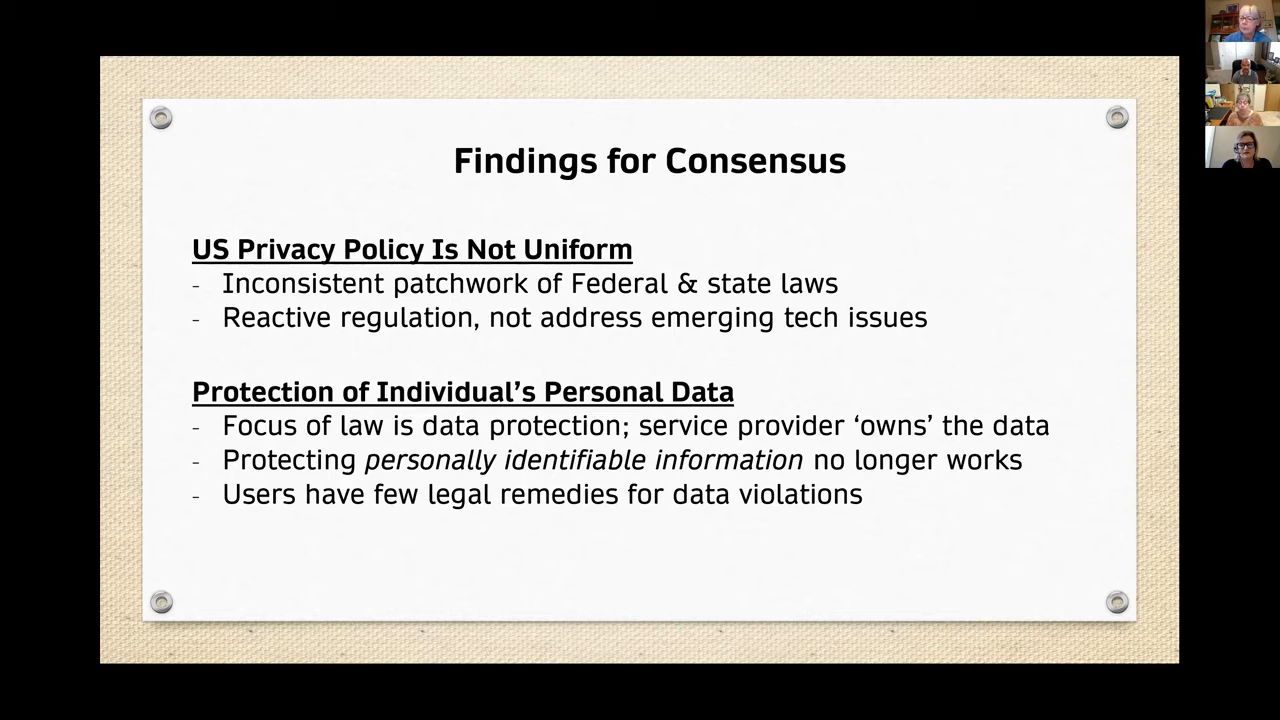 Findings for Consensus
US Privacy Policy Is Not Uniform
- Inconsistent patchwork of Federal & state laws
- Reactive regulation, not address emerging tech issues
Protection of Individual’s Personal Data
- Focus of law is data protection; service provider ‘owns’ the data
- Protecting personally identifiable information no longer works
- Users have few legal remedies for data violations